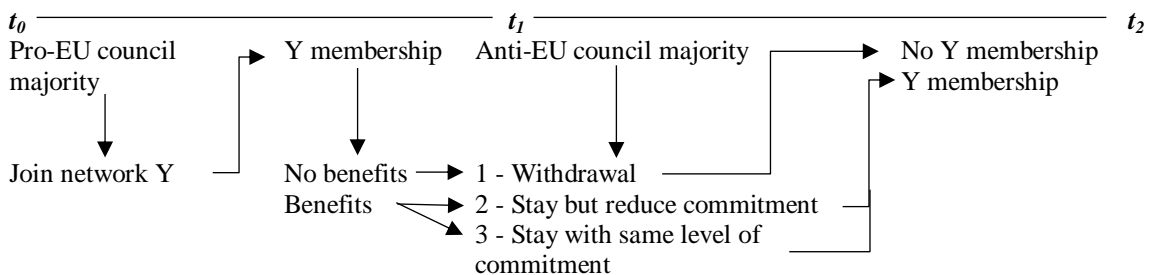 t0 t1 t2
Pro-EU council majority
Y membership
Anti-EU council majority
No Y membership
Y membership
Join network Y
No benefits
1 - Withdrawal
Benefits
2 - Stay but reduce commitment
3 - Stay with same level of
commitment